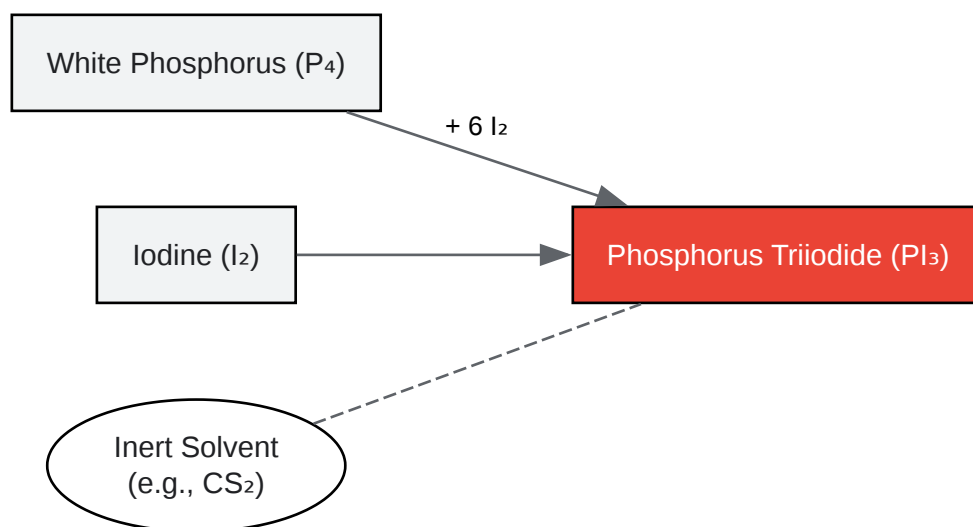 White Phosphorus (P₄)
+ 6 I₂
Iodine (I₂)
Phosphorus Triiodide (PI₃)
Inert Solvent
(e.g., CS₂)